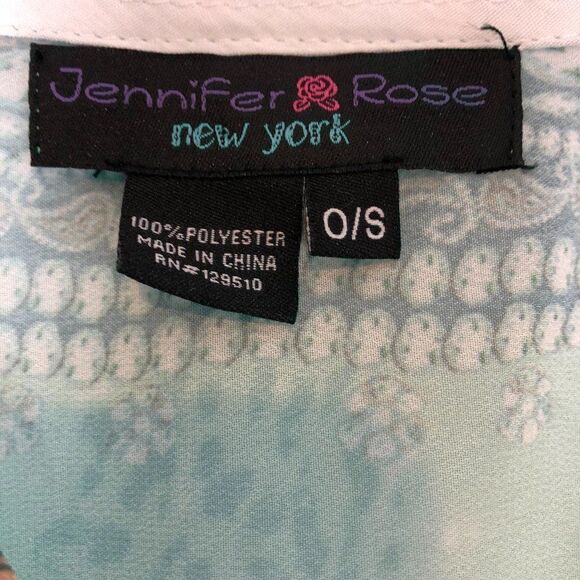 Jennifer Rose
new york
100% POLYESTER
MADE IN CHINA
RN#129510
O/S